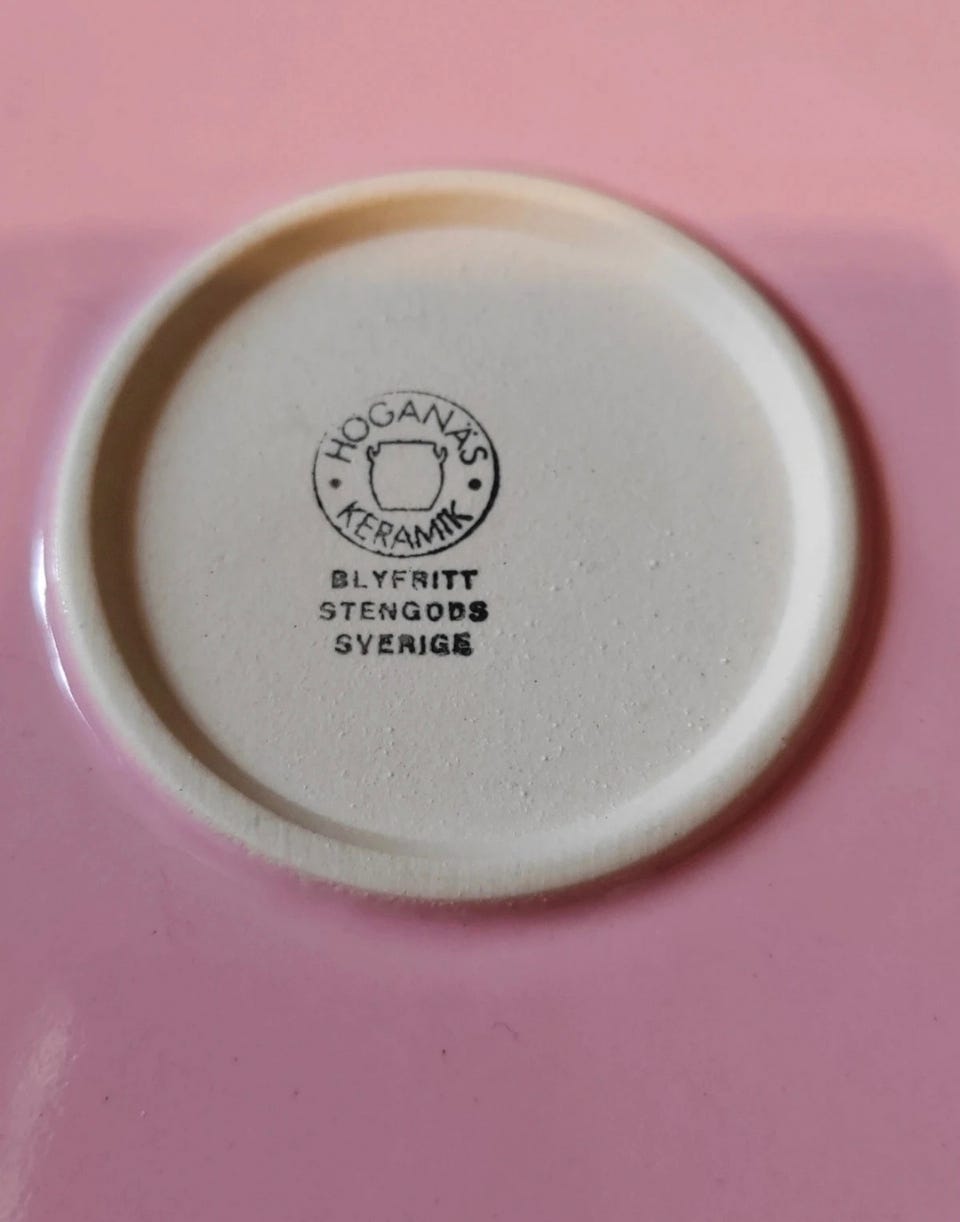 HÖGANÄS
KERAMIK
BLYFRITT
STENGODS
SVERIGE